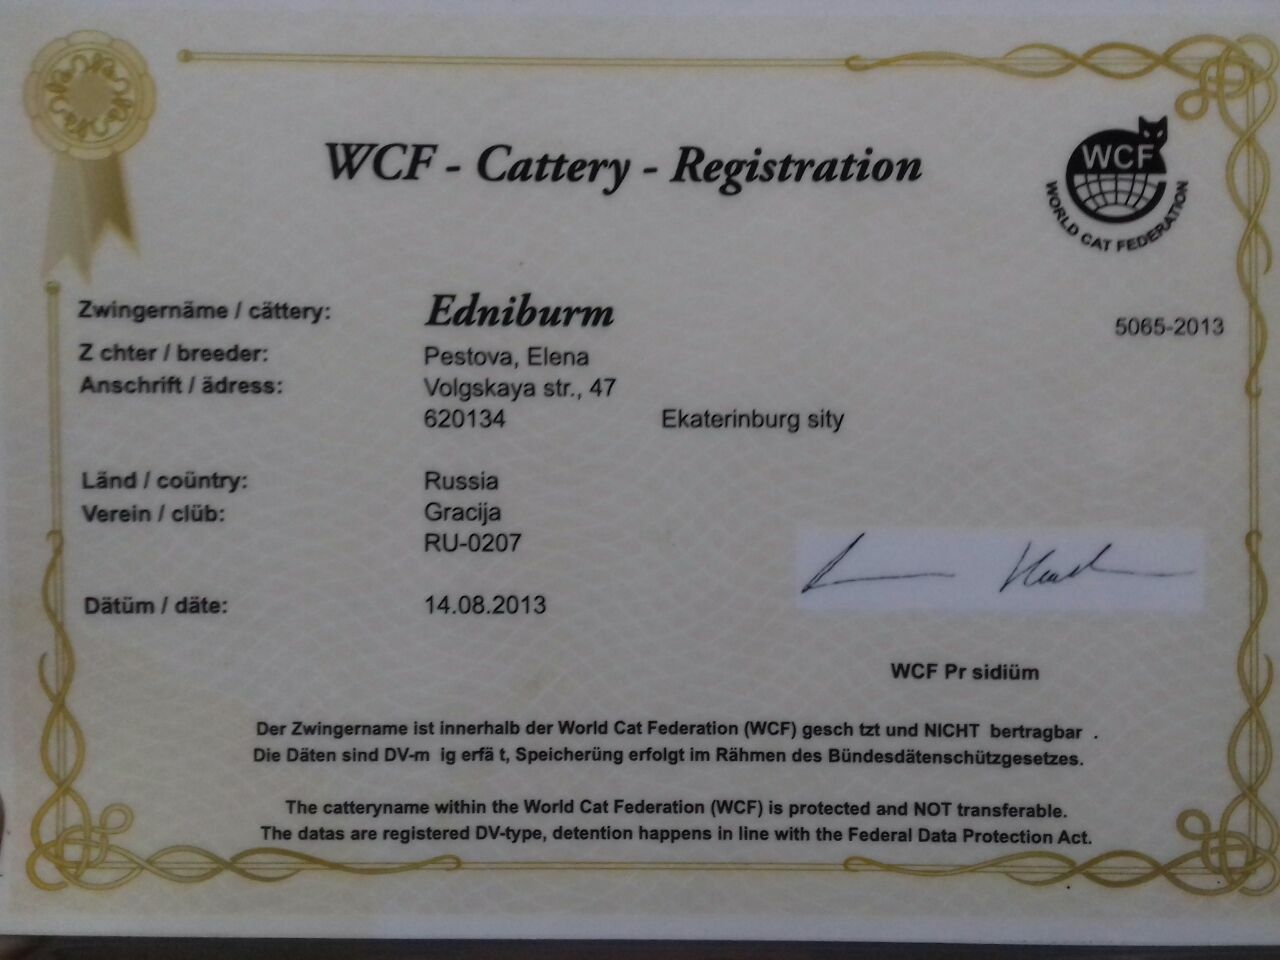 WCF - Cattery - Registration
WCF
WORLD CAT FEDERATION
Zwingernäme / cättery: Edniburm
5065-2013
Z chter / breeder: Pestova, Elena
Anschrift / ädress: Volgskaya str., 47
620134 Ekaterinburg sity
Länd / coüntry: Russia
Verein / clüb: Gracija
RU-0207
Dätüm / däte: 14.08.2013
WCF Pr sidiüm
Der Zwingername ist innerhalb der World Cat Federation (WCF) gesch tzt und NICHT bertragbar .
Die Däten sind DV-m ig erfä t, Speicherüng erfolgt im Rähmen des Bündesdätenschützgesetzes.
The catteryname within the World Cat Federation (WCF) is protected and NOT transferable.
The datas are registered DV-type, detention happens in line with the Federal Data Protection Act.